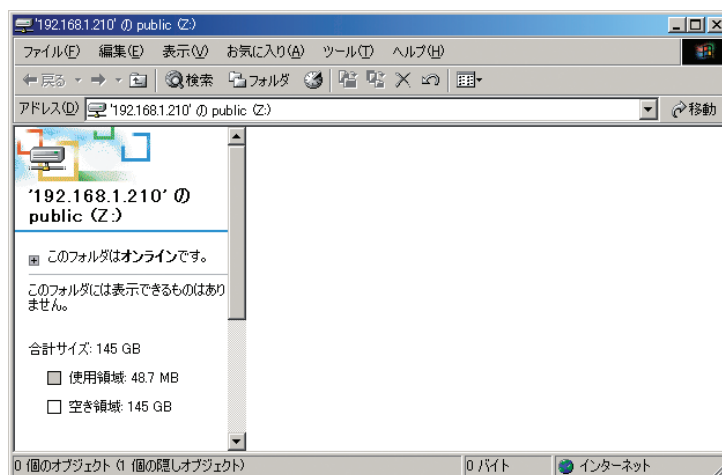 '192.168.1.210' の public (Z:)
ファイル(F) 編集(E) 表示(V) お気に入り(A) ツール(T) ヘルプ(H)
戻る 検索 フォルダ
アドレス(D) '192.168.1.210' の public (Z:) 移動
'192.168.1.210' の
public (Z:)
このフォルダはオンラインです。
このフォルダには表示できるものはあり
ません。
合計サイズ: 145 GB
使用領域: 48.7 MB
空き領域: 145 GB
0 個のオブジェクト (1 個の隠しオブジェクト) 0 バイト インターネット